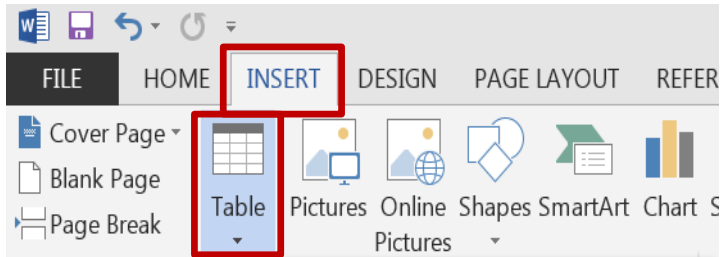 W
FILE HOME INSERT DESIGN PAGE LAYOUT REFER
Cover Page
Blank Page
Page Break
Table Pictures Online Shapes SmartArt Chart S
Pictures